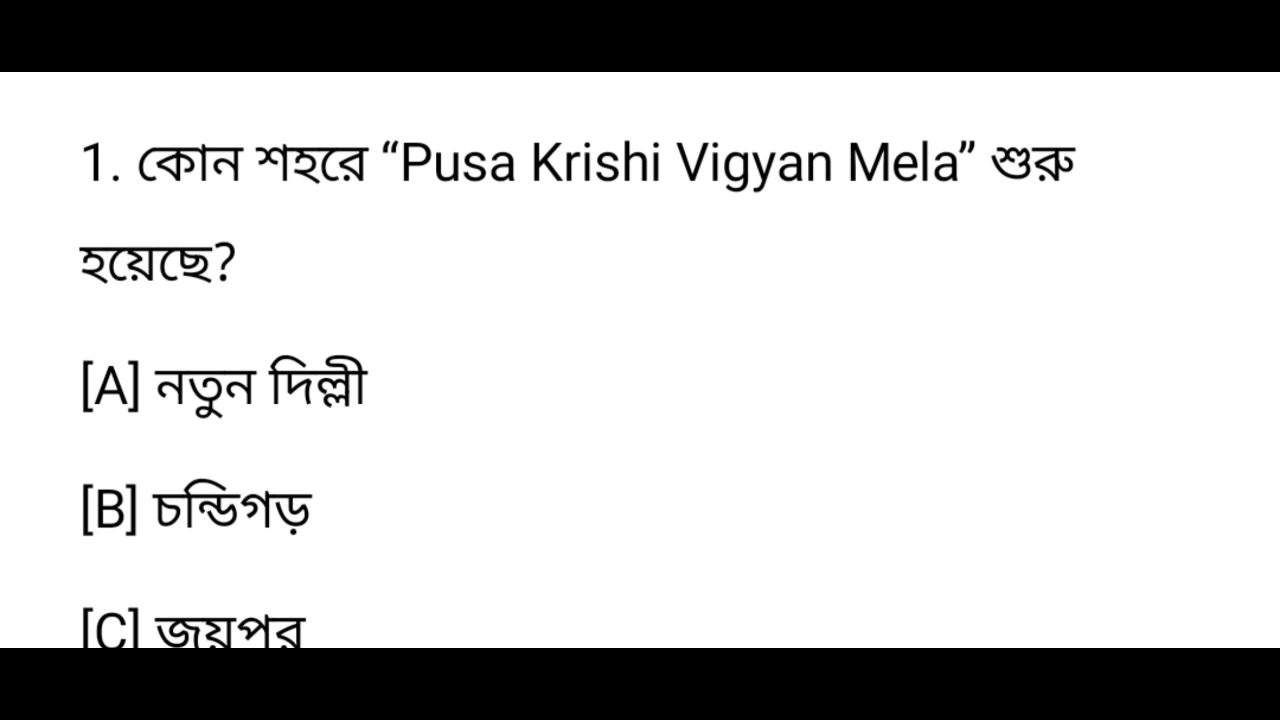 1. কোন শহরে “Pusa Krishi Vigyan Mela” শুরু
হয়েছে?
[A] নতুন দিল্লী
[B] চন্ডিগড়
[C] জয়পুর